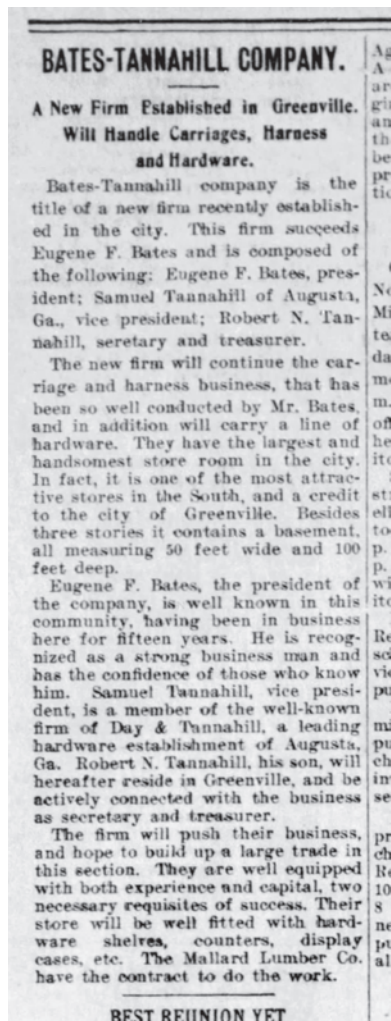 BATES-TANNAHILL COMPANY.
A New Firm Established in Greenville.
Will Handle Carriages, Harness
and Hardware.
Bates-Tannahill company is the
title of a new firm recently establish-
ed in the city. This firm succeeds
Eugene F. Bates and is composed of
the following: Eugene F. Bates, pres-
ident; Samuel Tannahill of Augusta,
Ga., vice president; Robert N. Tan-
nahill, seretary and treasurer.
The new firm will continue the car-
riage and harness business, that has
been so well conducted by Mr. Bates,
and in addition will carry a line of
hardware. They have the largest and
handsomest store room in the city.
In fact, it is one of the most attrac-
tive stores in the South, and a credit
to the city of Greenville. Besides
three stories it contains a basement,
all measuring 50 feet wide and 100
feet deep.
Eugene F. Bates, the president of
the company, is well known in this
community, having been in business
here for fifteen years. He is recog-
nized as a strong business man and
has the confidence of those who know
him. Samuel Tannahill, vice presi-
dent, is a member of the well-known
firm of Day & Tannahill, a leading
hardware establishment of Augusta,
Ga. Robert N. Tannahill, his son, will
hereafter reside in Greenville, and be
actively connected with the business
as secretary and treasurer.
The firm will push their business,
and hope to build up a large trade in
this section. They are well equipped
with both experience and capital, two
necessary requisites of success. Their
store will be well fitted with hard-
ware shelves, counters, display
cases, etc. The Mallard Lumber Co.
have the contract to do the work.
BEST REUNION YET